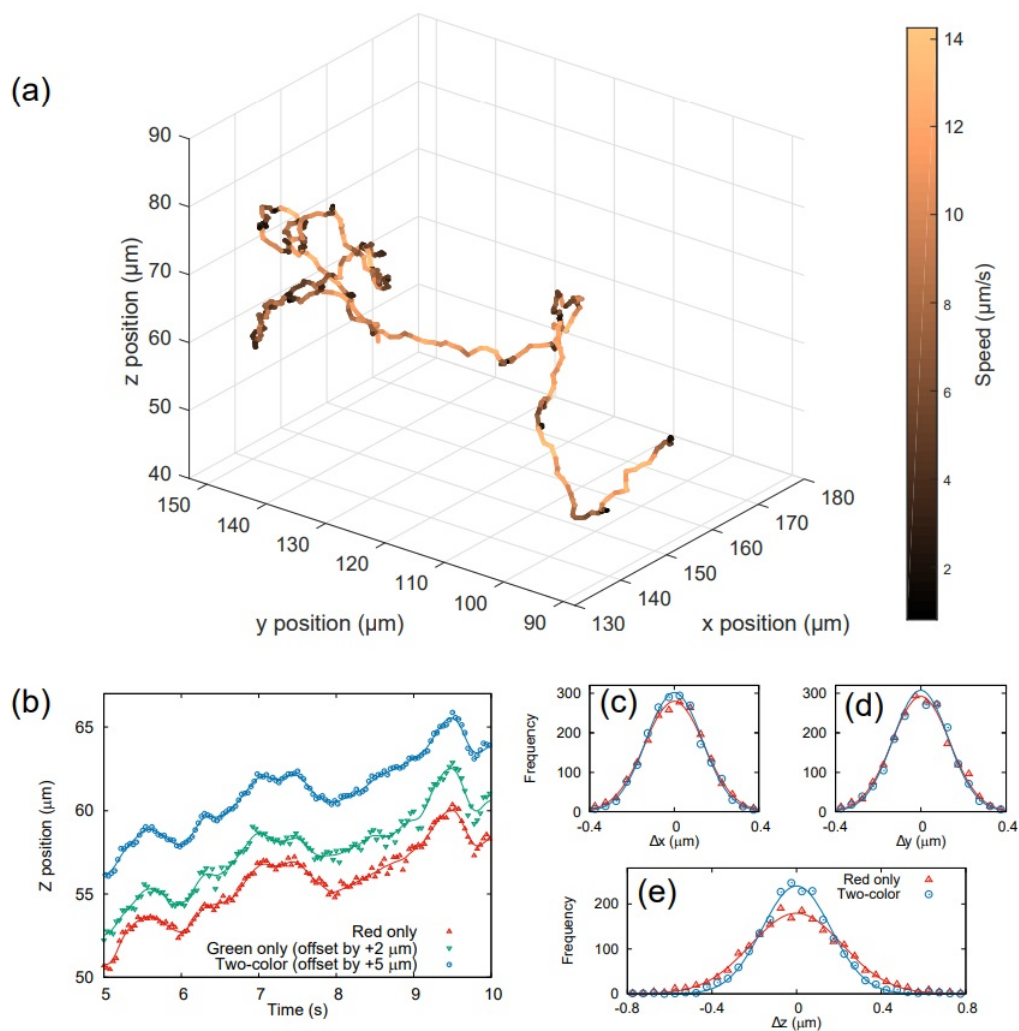 (a)
90
80
70
60
50
40
z position (µm)
150
140
130
120
110
100
90
y position (µm)
130
140
150
160
170
180
x position (µm)
14
12
10
8
6
4
2
Speed (µm/s)
(b)
65
60
55
50
Z position (µm)
5
6
7
8
9
10
Time (s)
Red only
Green only (offset by +2 µm)
Two-color (offset by +5 µm)
(c)
300
200
100
0
Frequency
-0.4
0
0.4
Δx (µm)
(d)
300
200
100
0
-0.4
0
0.4
Δy (µm)
(e)
Red only
Two-color
200
100
0
Frequency
-0.8
-0.4
0
0.4
0.8
Δz (µm)